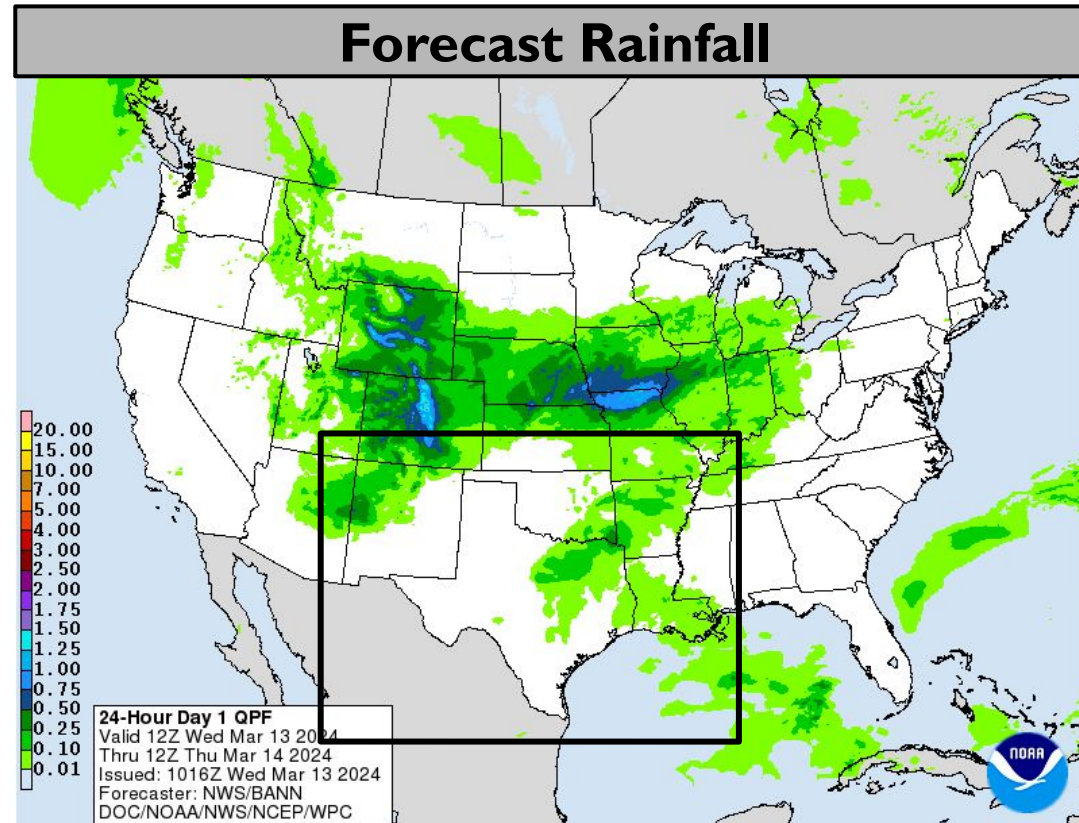 Forecast Rainfall
20.00
15.00
10.00
7.00
5.00
4.00
3.00
2.50
2.00
1.75
1.50
1.25
1.00
0.75
0.50
0.25
0.10
0.01
24-Hour Day 1 QPF
Valid 12Z Wed Mar 13 2024
Thru 12Z Thu Mar 14 2024
Issued: 1016Z Wed Mar 13 2024
Forecaster: NWS/BANN
DOC/NOAA/NWS/NCEP/WPC
NOAA